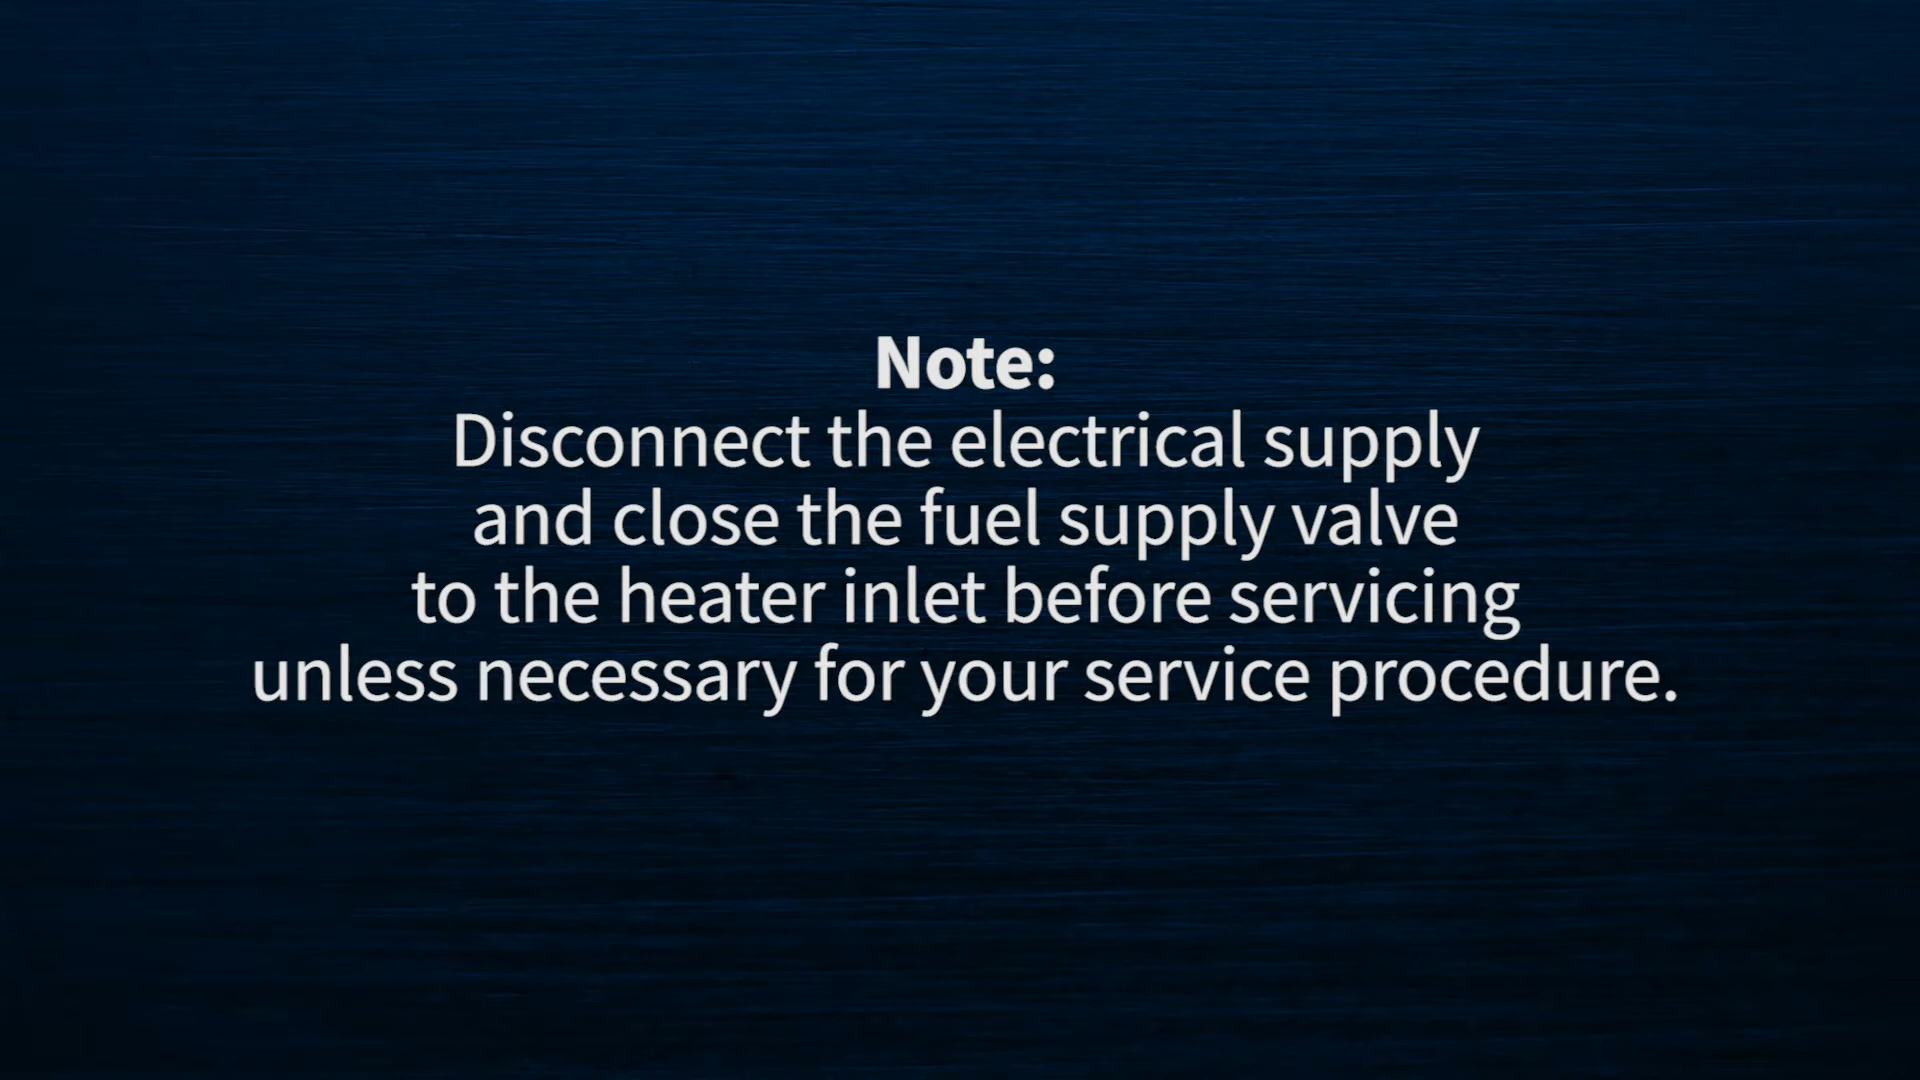 Note:
Disconnect the electrical supply
and close the fuel supply valve
to the heater inlet before servicing
unless necessary for your service procedure.